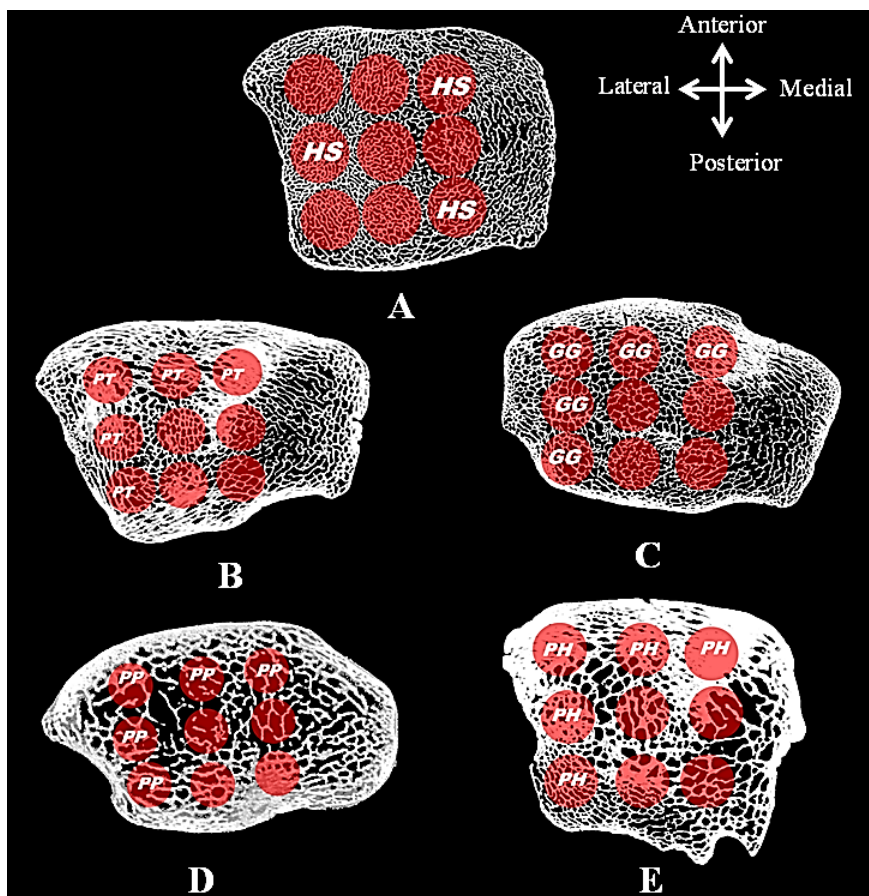 Anterior
Lateral Medial
Posterior
HS
HS
HS
A
PT PT PT
PT
PT
B
GG GG GG
GG
GG
C
PP PP PP
PP
PP
D
PH PH PH
PH
PH
E